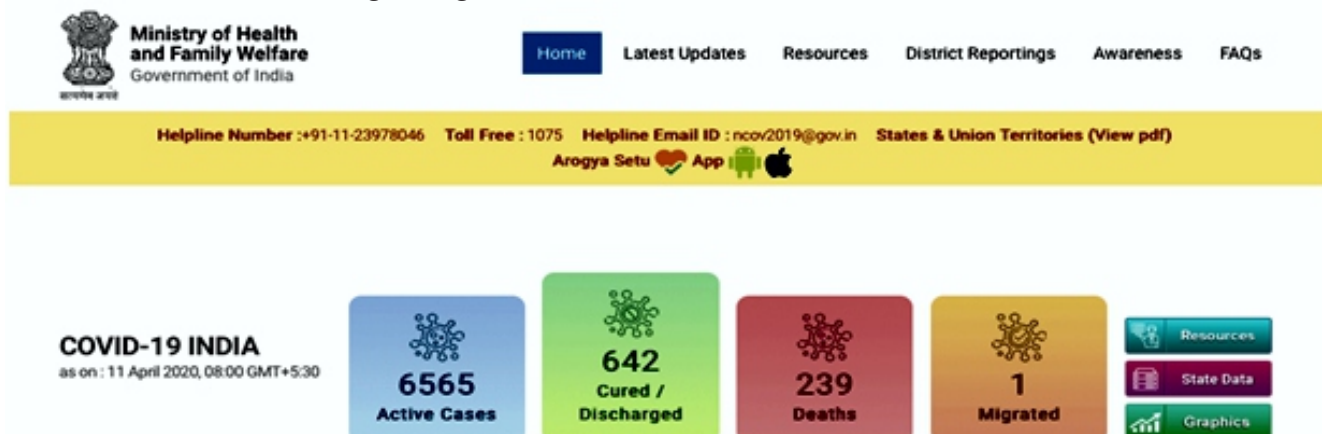 Ministry of Health
and Family Welfare
Government of India
सत्यमेव जयते
Home Latest Updates Resources District Reportings Awareness FAQs
Helpline Number :+91-11-23978046 Toll Free : 1075 Helpline Email ID : ncov2019@gov.in States & Union Territories (View pdf)
Arogya Setu App
COVID-19 INDIA
as on : 11 April 2020, 08:00 GMT+5:30
6565
Active Cases
642
Cured /
Discharged
239
Deaths
1
Migrated
Resources
State Data
Graphics